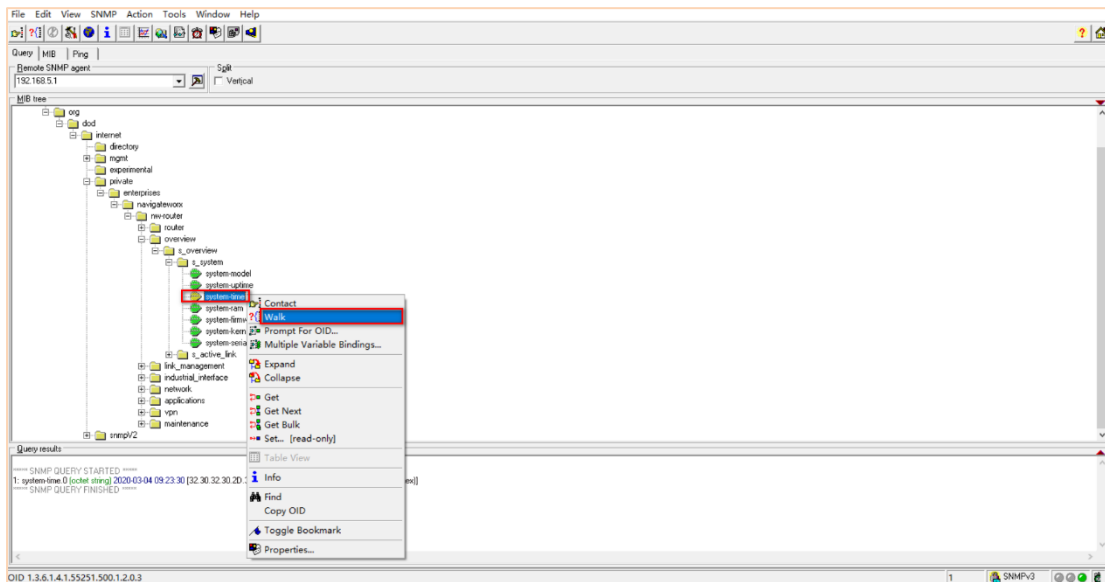 File Edit View SNMP Action Tools Window Help
Query MIB Ping
Remote SNMP agent Split
192.168.5.1 Vertical
MIB tree
org
dod
internet
directory
mgmt
experimental
private
enterprises
navigateworx
nw-router
router
overview
s_overview
s_system
system-model
system-uptime
system-time
system-ram
system-firmw
system-kern
system-seria
s_active_link
link_management
industrial_interface
network
applications
vpn
maintenance
snmpV2
Contact
Walk
Prompt For OID...
Multiple Variable Bindings...
Expand
Collapse
Get
Get Next
Get Bulk
Set... [read-only]
Table View
Info
Find
Copy OID
Toggle Bookmark
Properties...
Query results
***** SNMP QUERY STARTED *****
1: system-time.0 (octet string) 2020-03-04 09:23:30 [32.30.32.30.2D. ex)]
***** SNMP QUERY FINISHED *****
OID 1.3.6.1.4.1.55251.500.1.2.0.3 1 SNMPv3